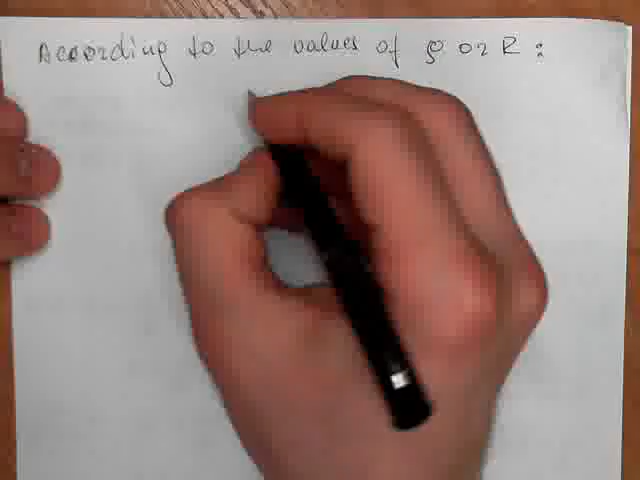 According to the values of ρ or R :